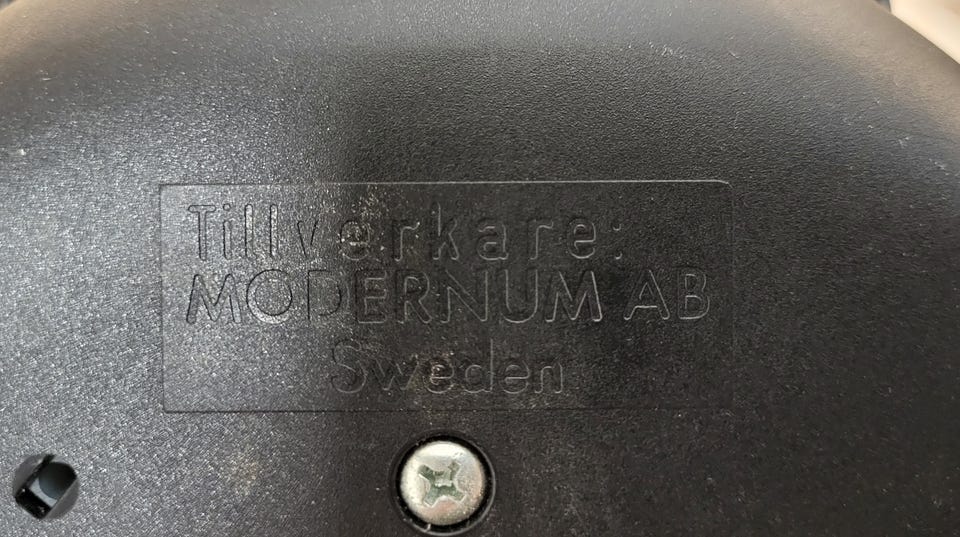 Tillverkare:
MODERNUM AB
Sweden